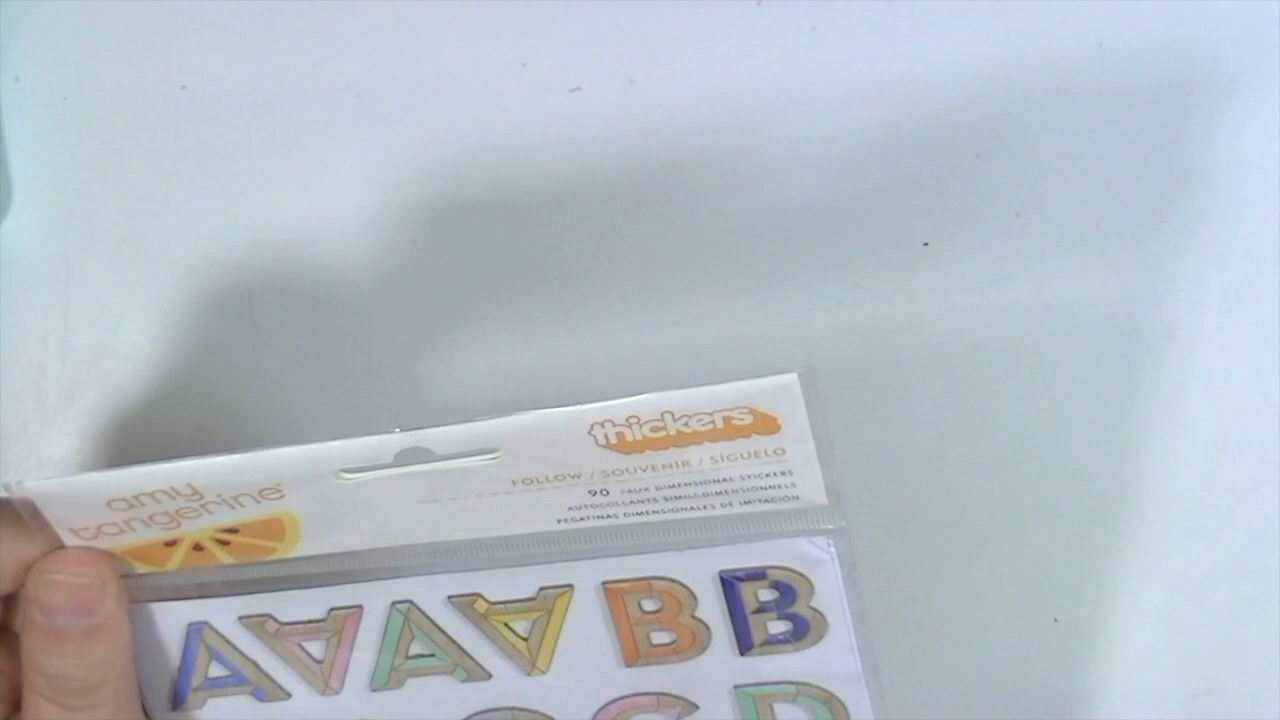 amy
tangerine
thickers
FOLLOW / SOUVENIR / SÍGUELO
90 FAUX DIMENSIONAL STICKERS
AUTOCOLLANTS SIMILI-DIMENSIONNELS
PEGATINAS DIMENSIONALES DE IMITACIÓN
A A A A B B
C D